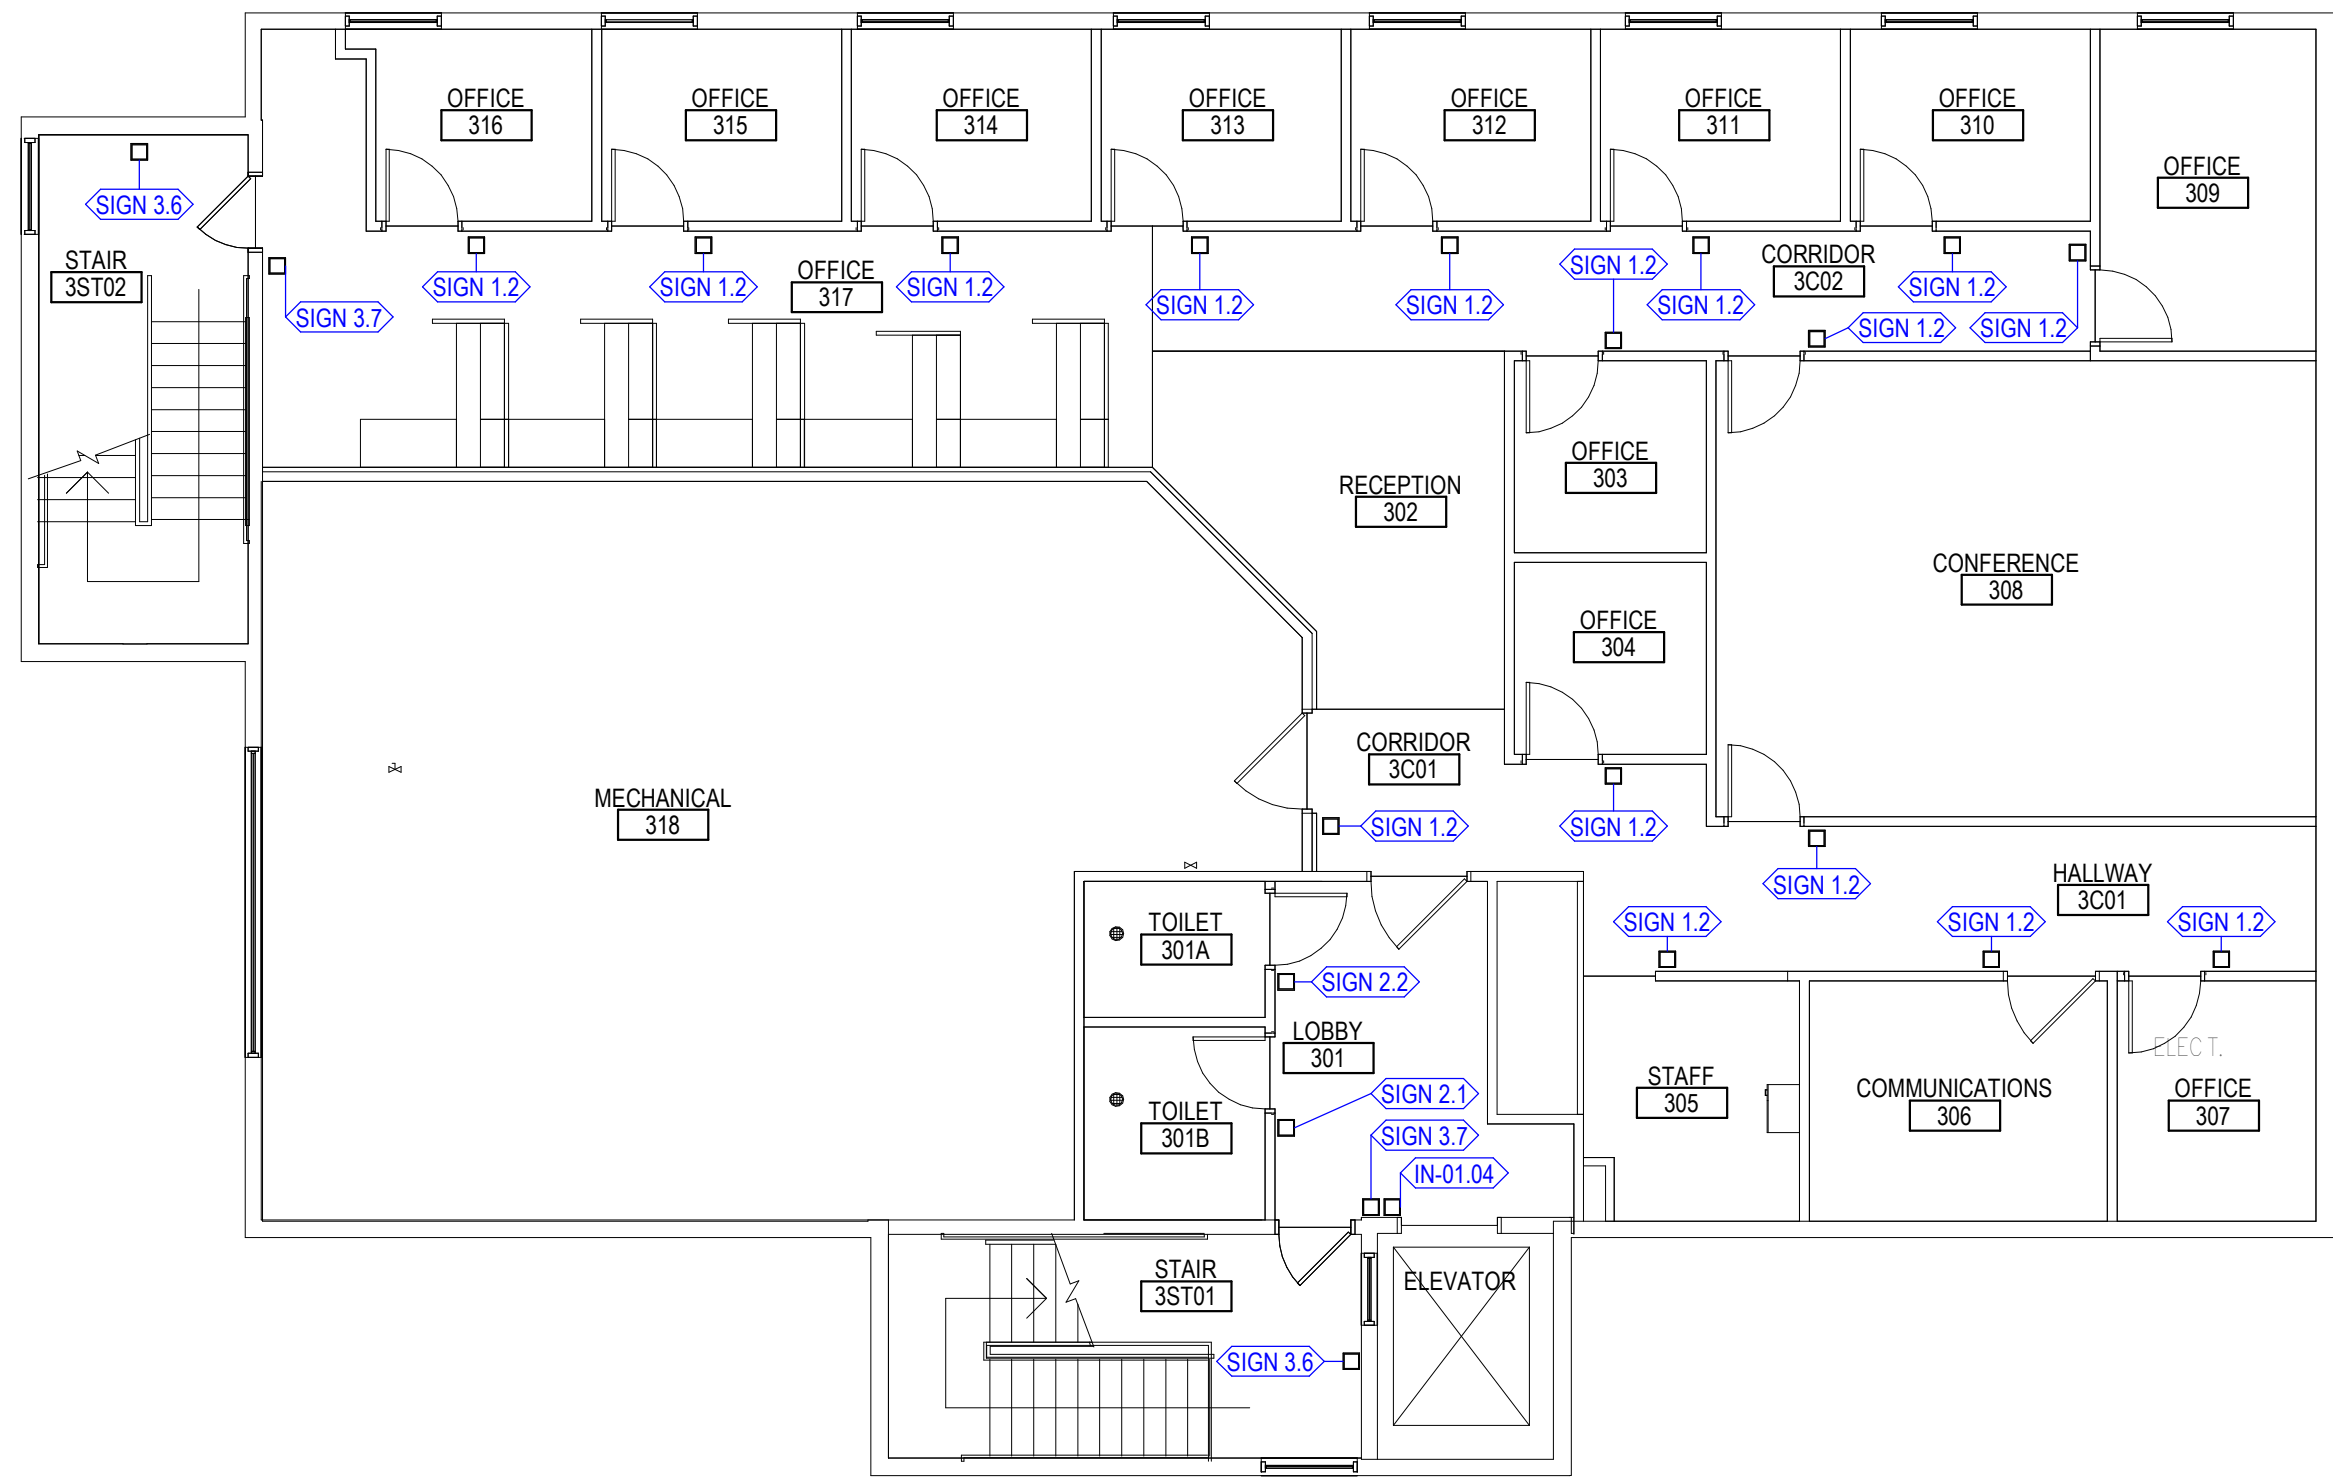 OFFICE
316
OFFICE
315
OFFICE
314
OFFICE
313
OFFICE
312
OFFICE
311
OFFICE
310
OFFICE
309
SIGN 3.6
STAIR
3ST02
SIGN 3.7
SIGN 1.2
SIGN 1.2
OFFICE
317
SIGN 1.2
SIGN 1.2
SIGN 1.2
SIGN 1.2
SIGN 1.2
CORRIDOR
3C02
SIGN 1.2
SIGN 1.2
SIGN 1.2
RECEPTION
302
OFFICE
303
CONFERENCE
308
OFFICE
304
MECHANICAL
318
CORRIDOR
3C01
SIGN 1.2
SIGN 1.2
SIGN 1.2
HALLWAY
3C01
SIGN 1.2
SIGN 1.2
SIGN 1.2
TOILET
301A
SIGN 2.2
LOBBY
301
TOILET
301B
SIGN 2.1
SIGN 3.7
IN-01.04
STAFF
305
COMMUNICATIONS
306
ELEC T.
OFFICE
307
STAIR
3ST01
ELEVATOR
SIGN 3.6